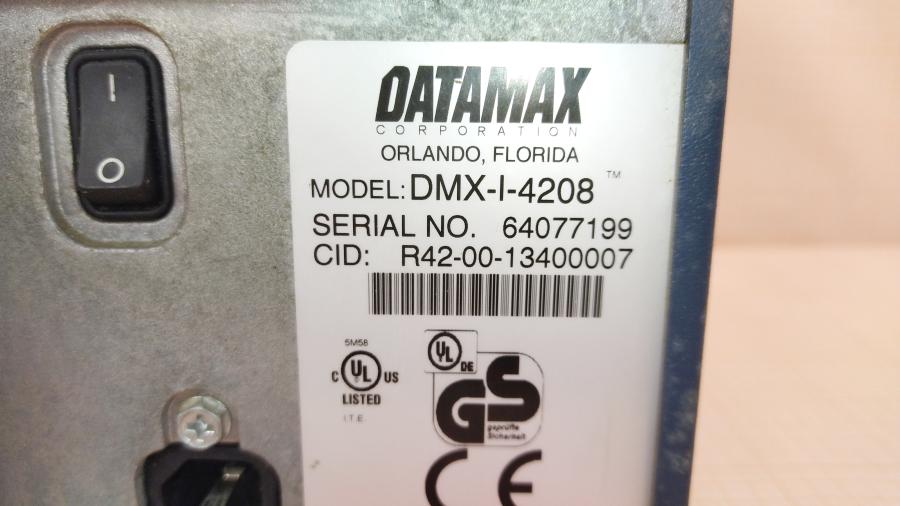 DATAMAX
CORPORATION
ORLANDO, FLORIDA
MODEL: DMX-I-4208 ™
SERIAL NO. 64077199
CID: R42-00-13400007
5M58
C UL US
LISTED
I.T.E.
UL DE
GS
geprüfte
Sicherheit
CE